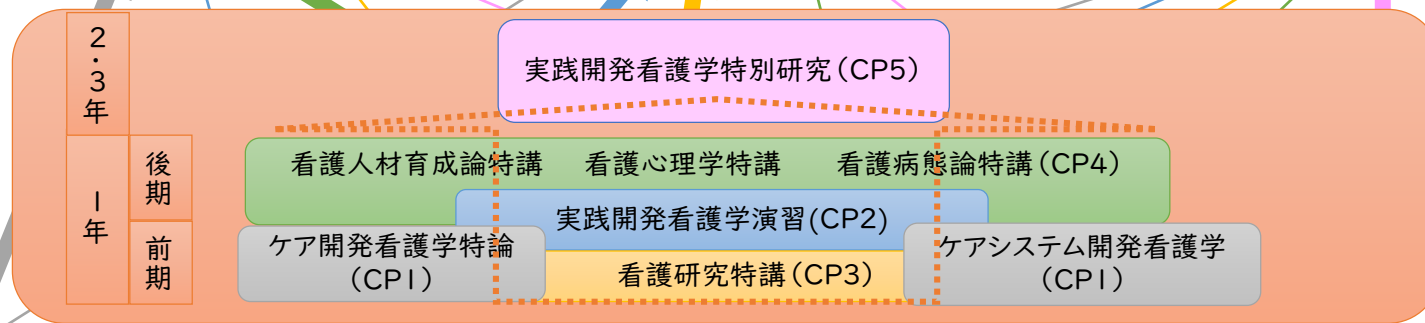 2・3年
実践開発看護学特別研究(CP5)
1年
後期
看護人材育成論特講 看護心理学特講 看護病態論特講(CP4)
実践開発看護学演習(CP2)
前期
ケア開発看護学特論
(CP1)
看護研究特講(CP3)
ケアシステム開発看護学
(CP1)